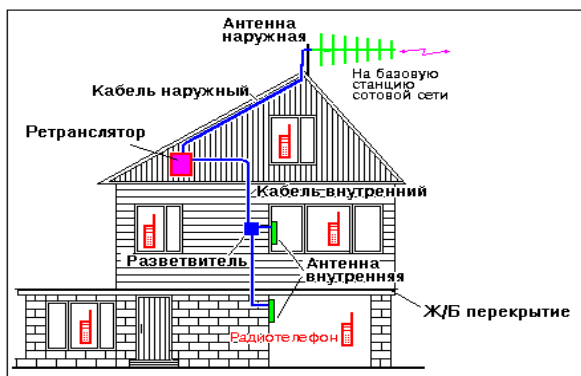 Антенна
наружная
На базовую
станцию
сотовой сети
Кабель наружный
Ретранслятор
Кабель внутренний
Разветвитель
Антенна
внутренняя
Ж/Б перекрытие
Радиотелефон